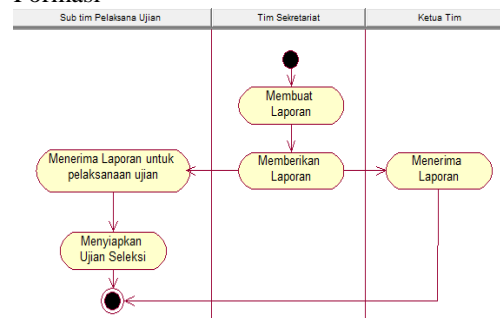 Formasi
Sub tim Pelaksana Ujian
Tim Sekretariat
Ketua Tim
Membuat
Laporan
Menerima Laporan untuk
pelaksanaan ujian
Memberikan
Laporan
Menerima
Laporan
Menyiapkan
Ujian Seleksi